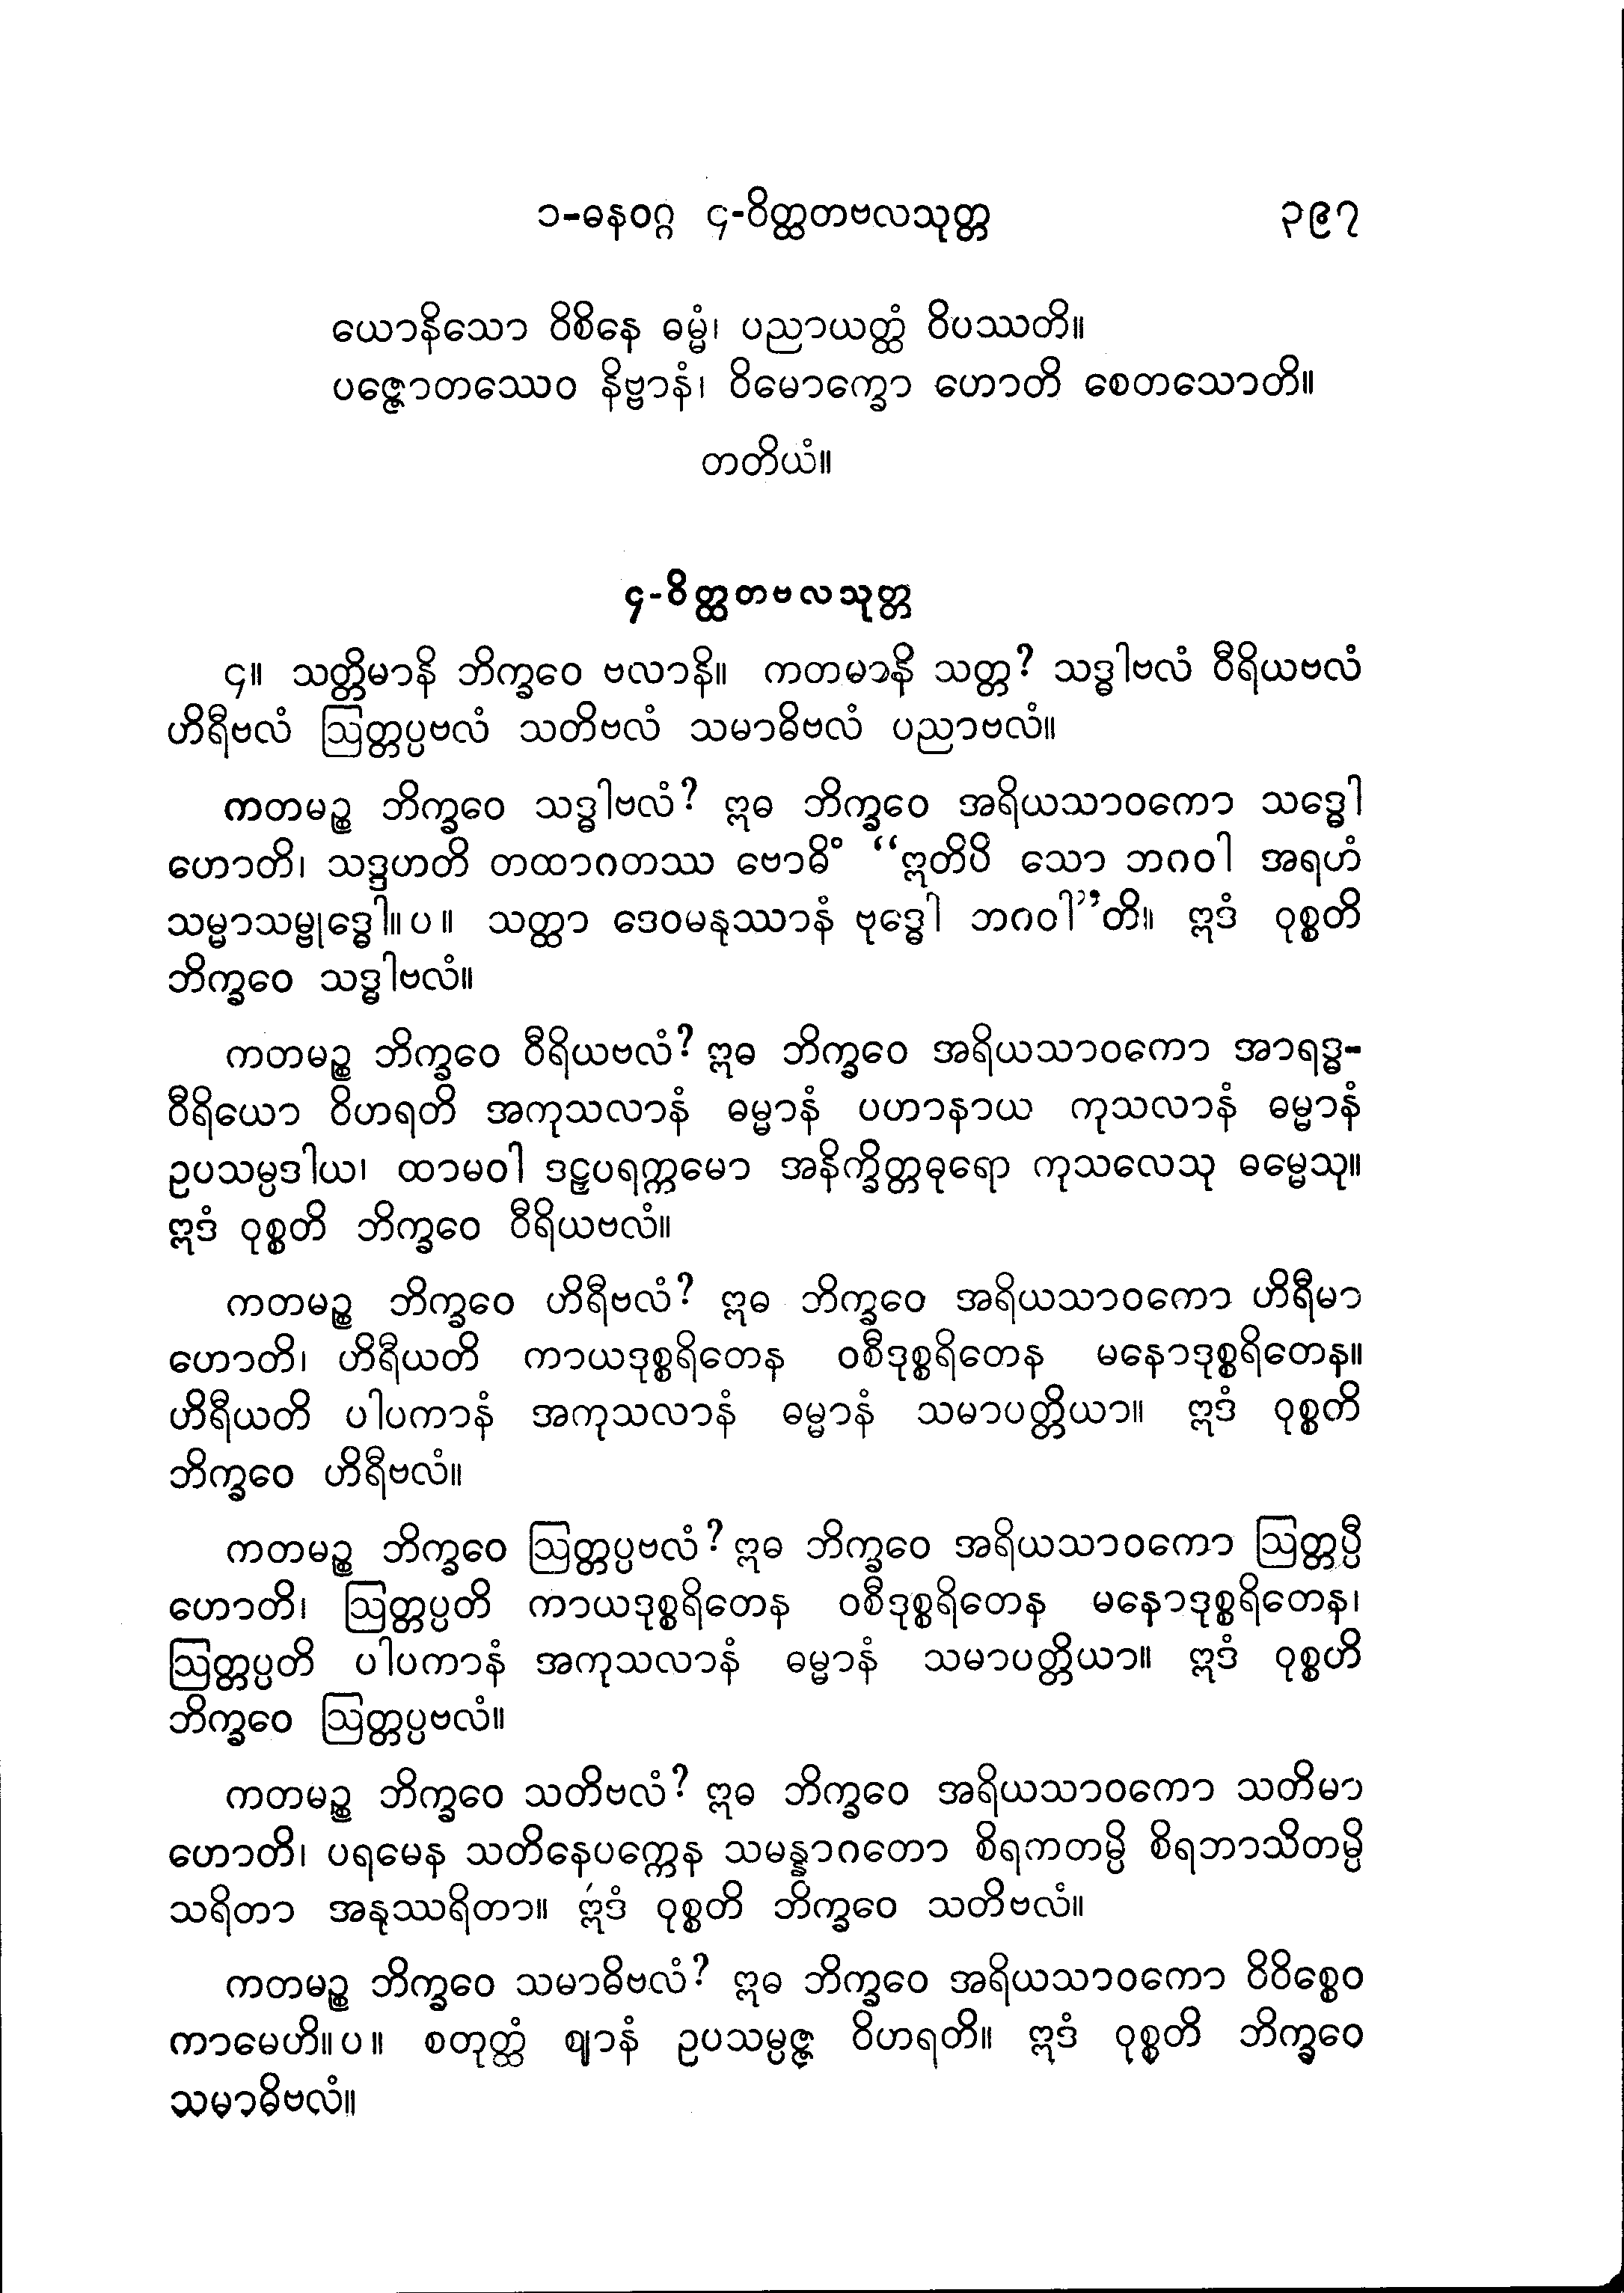 ၁-ဓနဝဂ္ဂ ၄-ဝိတ္ထတဗလသုတ္တ ၃၉၇
ယောနိသော ဝိစိနေ ဓမ္မံ၊ ပညာယတ္ထံ ဝိပဿတိ။
ပဇ္ဇောတဿေဝ နိဗ္ဗာနံ၊ ဝိမောက္ခော ဟောတိ စေတသောတိ။
တတိယံ။
၄-ဝိတ္ထတဗလသုတ္တ
၄။ သတ္တိမာနိ ဘိက္ခဝေ ဗလာနိ။ ကတမာနိ သတ္တ? သဒ္ဓါဗလံ ဝီရိယဗလံ
ဟိရီဗလံ ဩတ္တပ္ပဗလံ သတိဗလံ သမာဓိဗလံ ပညာဗလံ။
ကတမဉ္စ ဘိက္ခဝေ သဒ္ဓါဗလံ? ဣဓ ဘိက္ခဝေ အရိယသာဝကော သဒ္ဓေါ
ဟောတိ၊ သဒ္ဒဟတိ တထာဂတဿ ဗောဓိံ “ဣတိပိ သော ဘဂဝါ အရဟံ
သမ္မာသမ္ဗုဒ္ဓေါ။ပ။ သတ္ထာ ဒေဝမနုဿာနံ ဗုဒ္ဓေါ ဘဂဝါ”တိ။ ဣဒံ ဝုစ္စတိ
ဘိက္ခဝေ သဒ္ဓါဗလံ။
ကတမဉ္စ ဘိက္ခဝေ ဝီရိယဗလံ? ဣဓ ဘိက္ခဝေ အရိယသာဝကော အာရဒ္ဓ-
ဝီရိယော ဝိဟရတိ အကုသလာနံ ဓမ္မာနံ ပဟာနာယ ကုသလာနံ ဓမ္မာနံ
ဥပသမ္ပဒါယ၊ ထာမဝါ ဒဠှပရက္ကမော အနိက္ခိတ္တဓုရော ကုသလေသု ဓမ္မေသု။
ဣဒံ ဝုစ္စတိ ဘိက္ခဝေ ဝီရိယဗလံ။
ကတမဉ္စ ဘိက္ခဝေ ဟိရီဗလံ? ဣဓ ဘိက္ခဝေ အရိယသာဝကော ဟိရီမာ
ဟောတိ၊ ဟိရီယတိ ကာယဒုစ္စရိတေန ဝစီဒုစ္စရိတေန မနောဒုစ္စရိတေန။
ဟိရီယတိ ပါပကာနံ အကုသလာနံ ဓမ္မာနံ သမာပတ္တိယာ။ ဣဒံ ဝုစ္စတိ
ဘိက္ခဝေ ဟိရီဗလံ။
ကတမဉ္စ ဘိက္ခဝေ ဩတ္တပ္ပဗလံ? ဣဓ ဘိက္ခဝေ အရိယသာဝကော ဩတ္တပ္ပီ
ဟောတိ၊ ဩတ္တပ္ပတိ ကာယဒုစ္စရိတေန ဝစီဒုစ္စရိတေန မနောဒုစ္စရိတေန၊
ဩတ္တပ္ပတိ ပါပကာနံ အကုသလာနံ ဓမ္မာနံ သမာပတ္တိယာ။ ဣဒံ ဝုစ္စဟိ
ဘိက္ခဝေ ဩတ္တပ္ပဗလံ။
ကတမဉ္စ ဘိက္ခဝေ သတိဗလံ? ဣဓ ဘိက္ခဝေ အရိယသာဝကော သတိမာ
ဟောတိ၊ ပရမေန သတိနေပက္ကေန သမန္နာဂတော စိရကတမ္ပိ စိရဘာသိတမ္ပိ
သရိတာ အနုဿရိတာ။ ဣဒံ ဝုစ္စတိ ဘိက္ခဝေ သတိဗလံ။
ကတမဉ္စ ဘိက္ခဝေ သမာဓိဗလံ? ဣဓ ဘိက္ခဝေ အရိယသာဝကော ဝိဝိစ္စေဝ
ကာမေဟိ။ပ။ စတုတ္ထံ ဈာနံ ဥပသမ္ပဇ္ဇ ဝိဟရတိ။ ဣဒံ ဝုစ္စတိ ဘိက္ခဝေ
သမာဓိဗလံ။